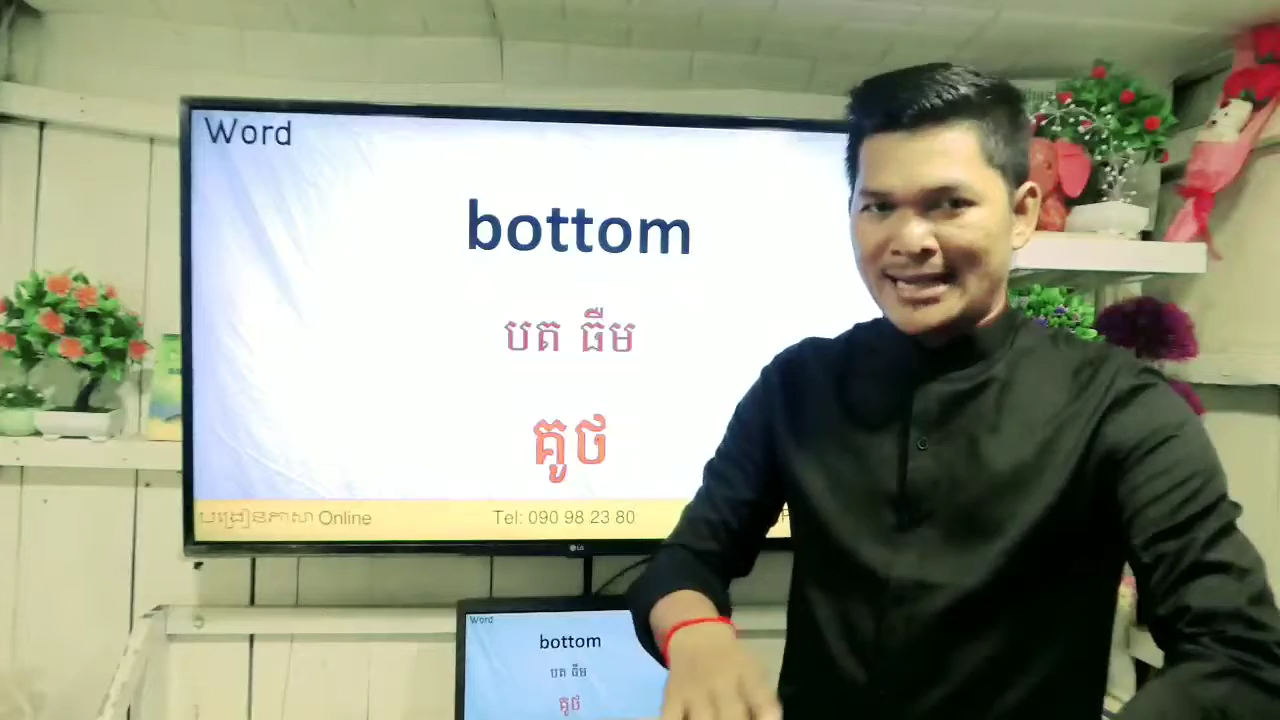 Word
bottom
បត ធឹម
គូថ
បង្រៀនភាសា Online
Tel: 090 98 23 80
LG
Word
bottom
បត ធឹម
គូថ